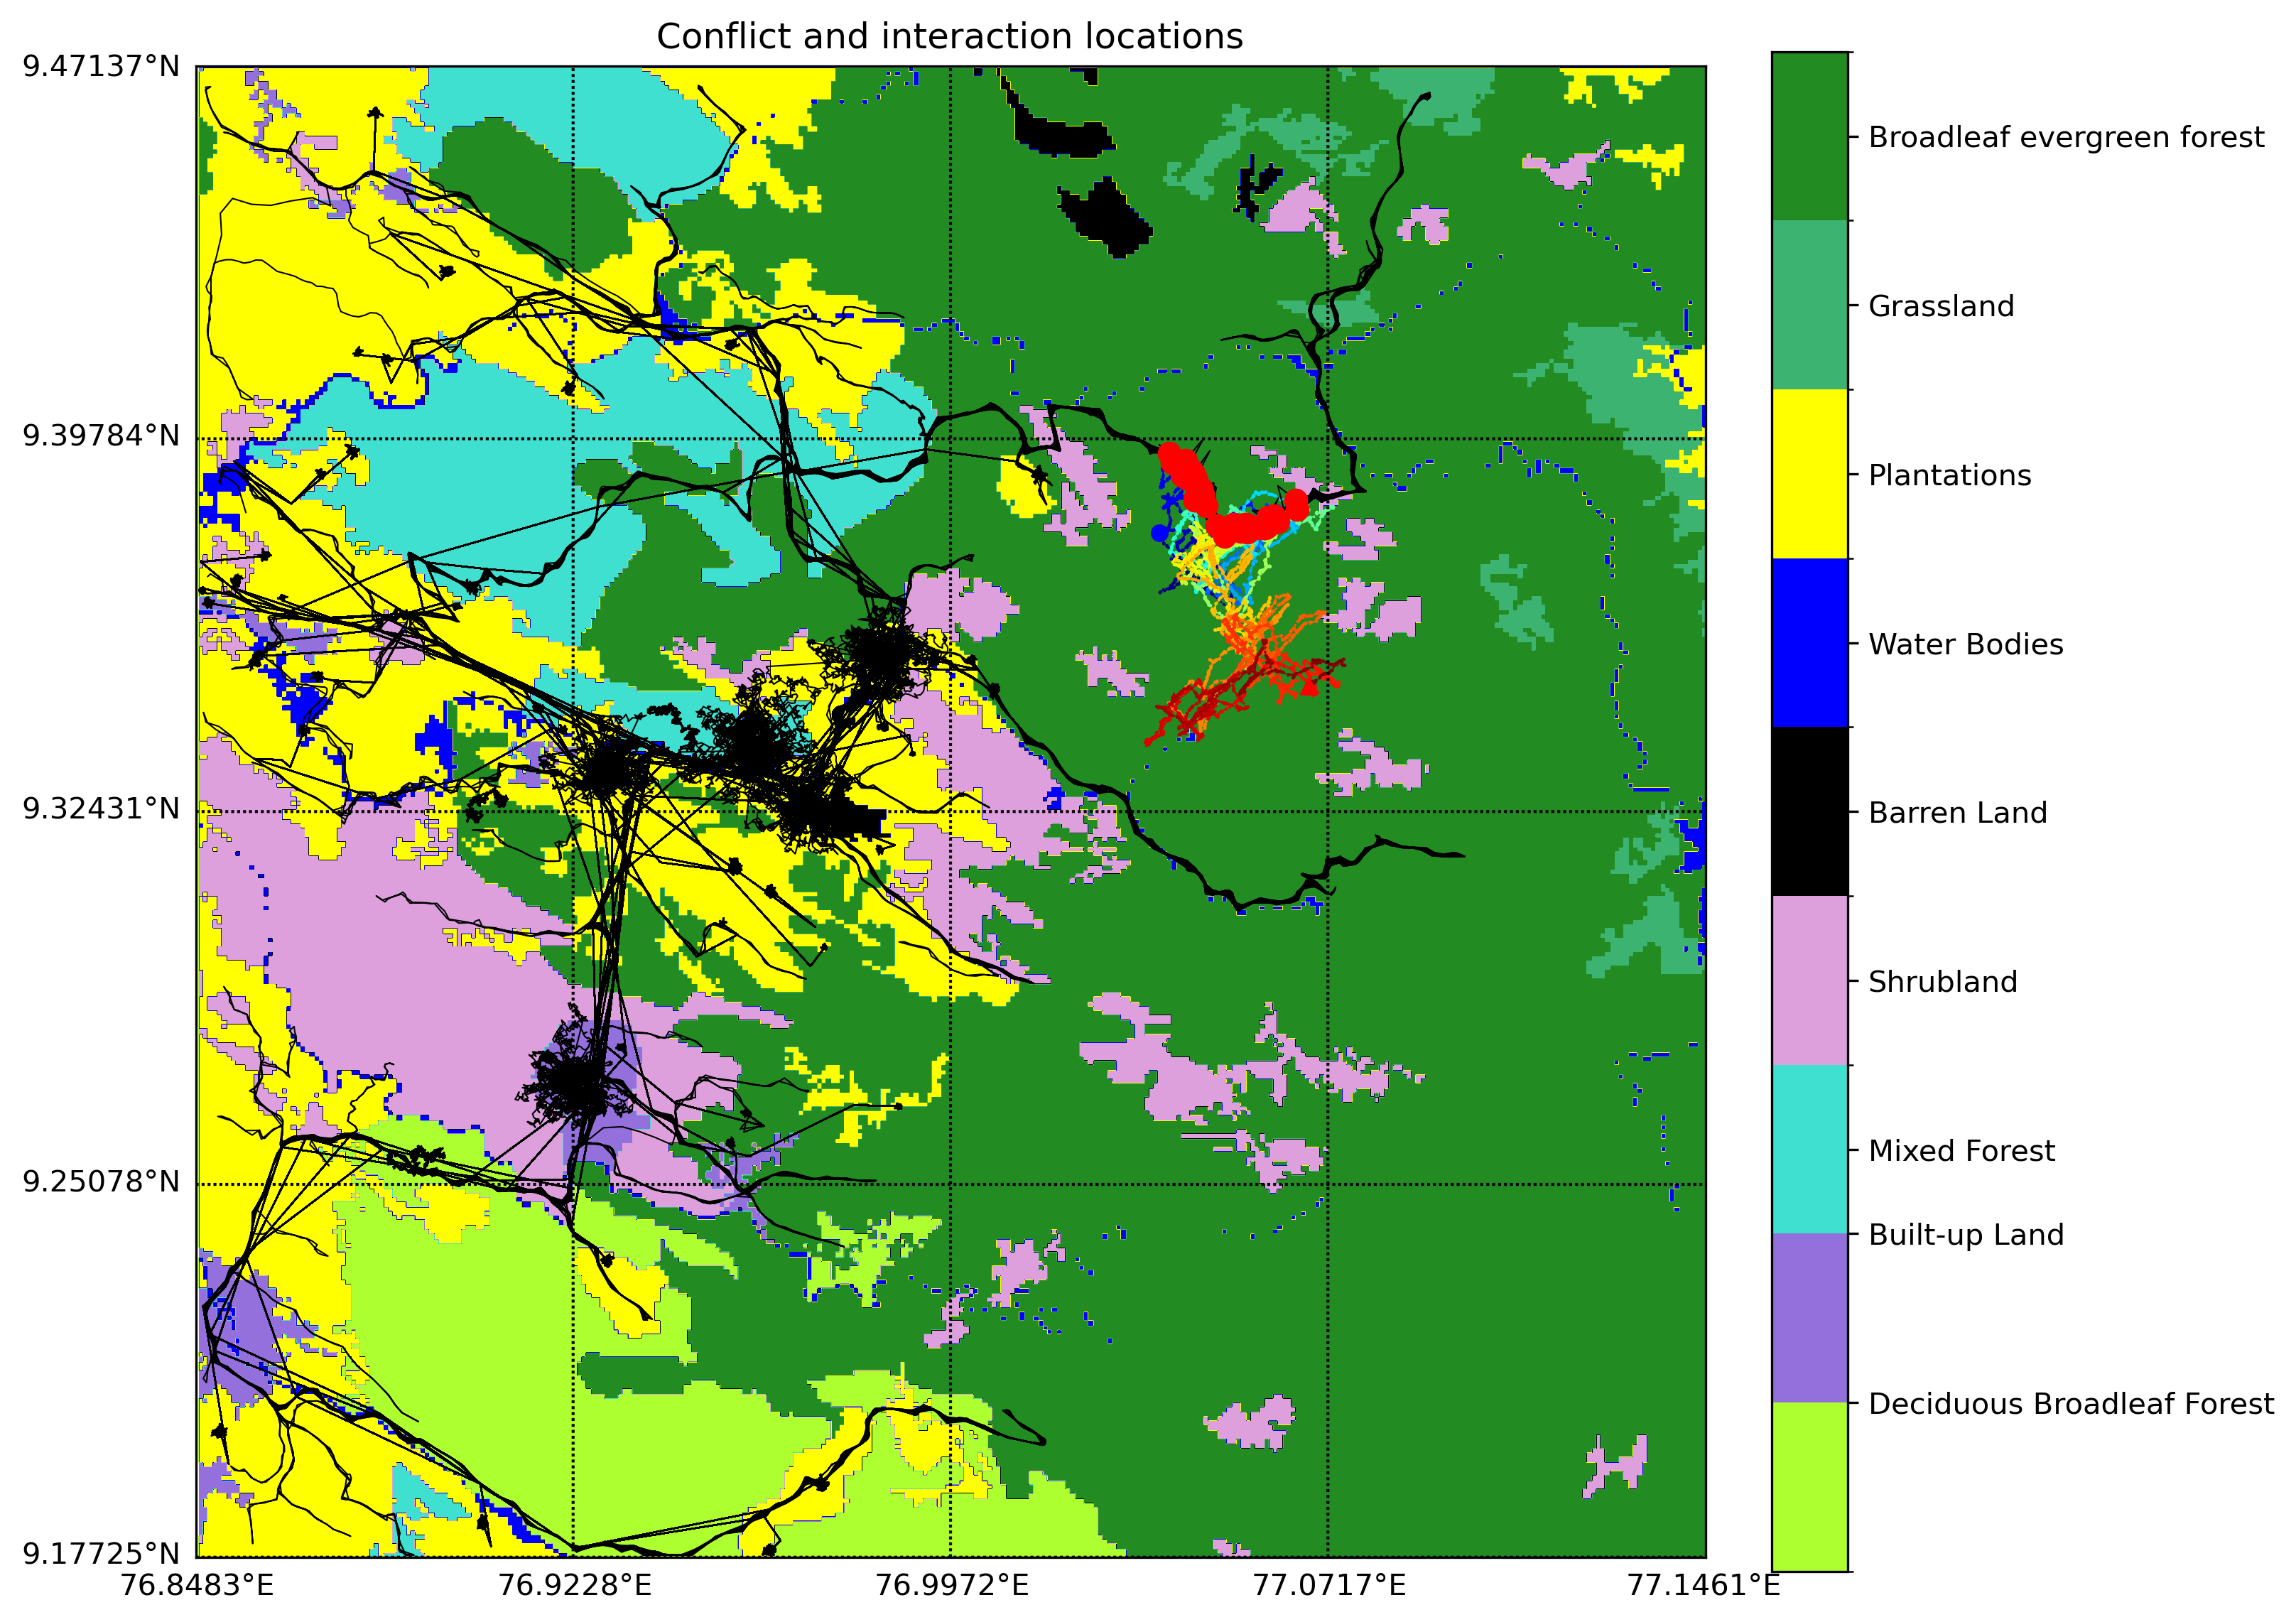 Conflict and interaction locations
9.47137°N
9.39784°N
9.32431°N
9.25078°N
9.17725°N
76.8483°E
76.9228°E
76.9972°E
77.0717°E
77.1461°E
Broadleaf evergreen forest
Grassland
Plantations
Water Bodies
Barren Land
Shrubland
Mixed Forest
Built-up Land
Deciduous Broadleaf Forest